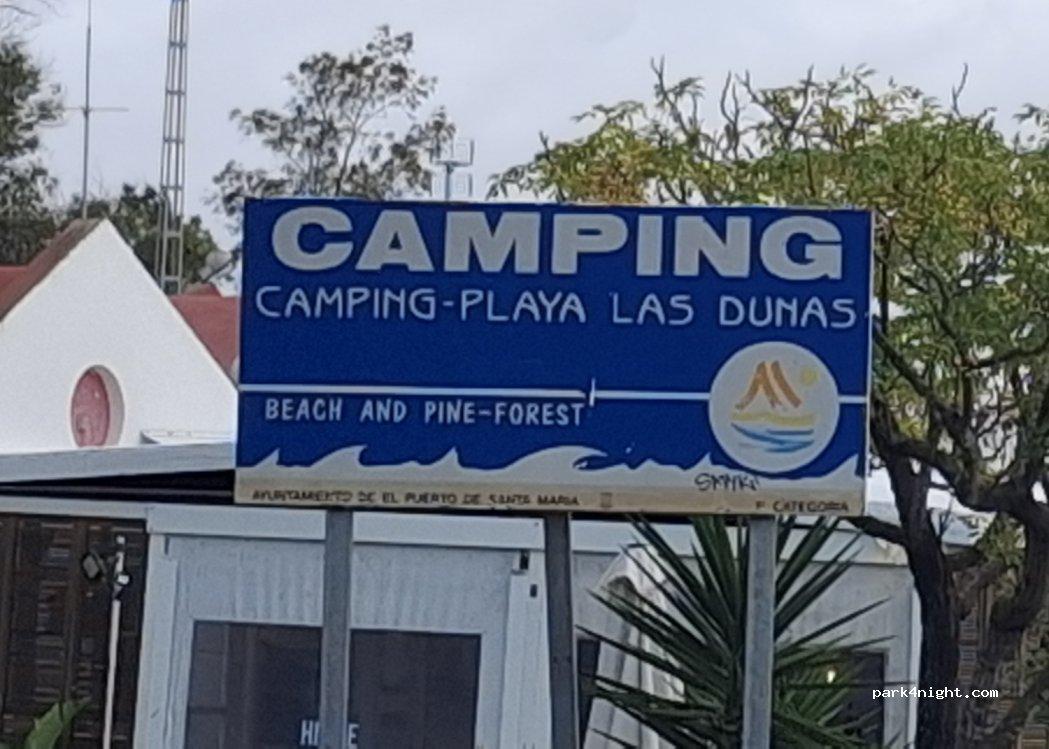 CAMPING
CAMPING-PLAYA LAS DUNAS
BEACH AND PINE-FOREST
AYUNTAMIENTO DE EL PUERTO DE SANTA MARIA
CATEGORIA
park4night.com